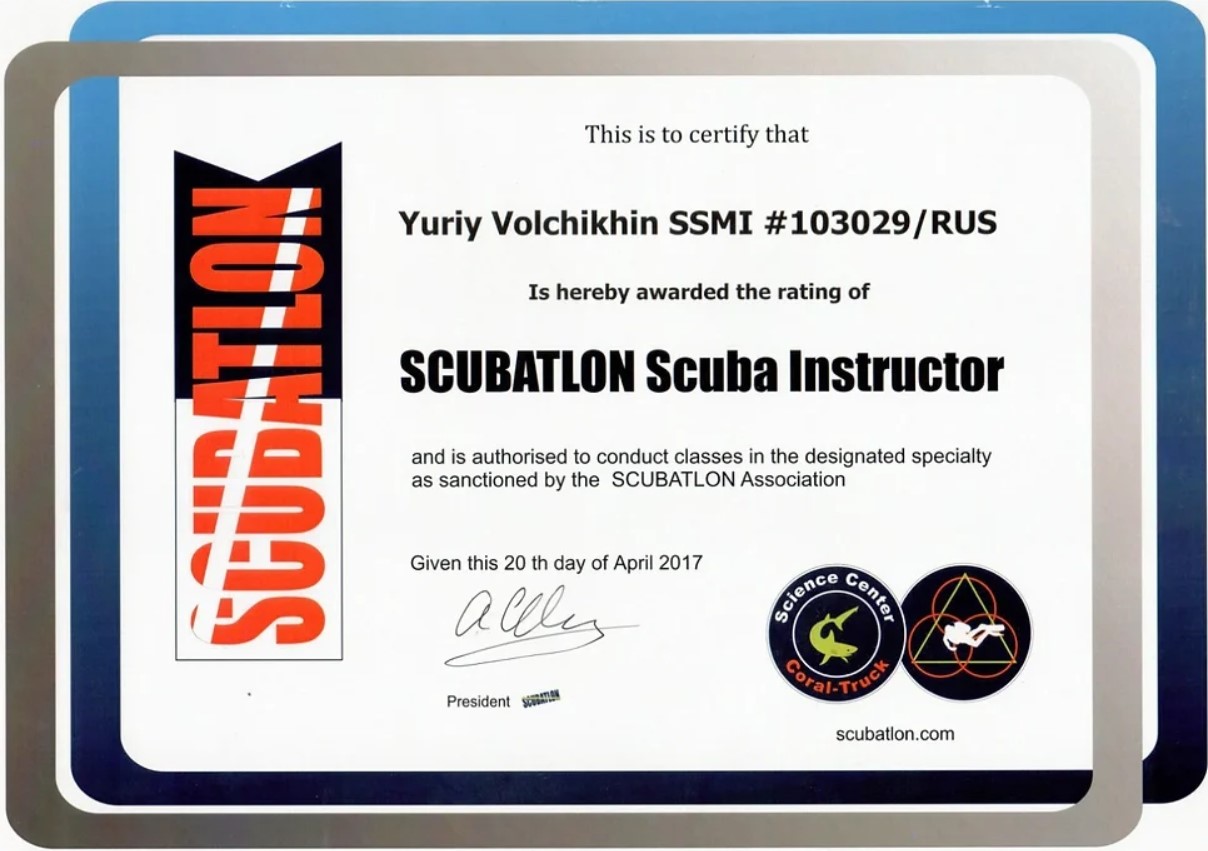 SCUBATLON
This is to certify that
Yuriy Volchikhin SSMI #103029/RUS
Is hereby awarded the rating of
SCUBATLON Scuba Instructor
and is authorised to conduct classes in the designated specialty
as sanctioned by the SCUBATLON Association
Given this 20 th day of April 2017
President SCUBATLON
Science Center
Coral-Truck
scubatlon.com